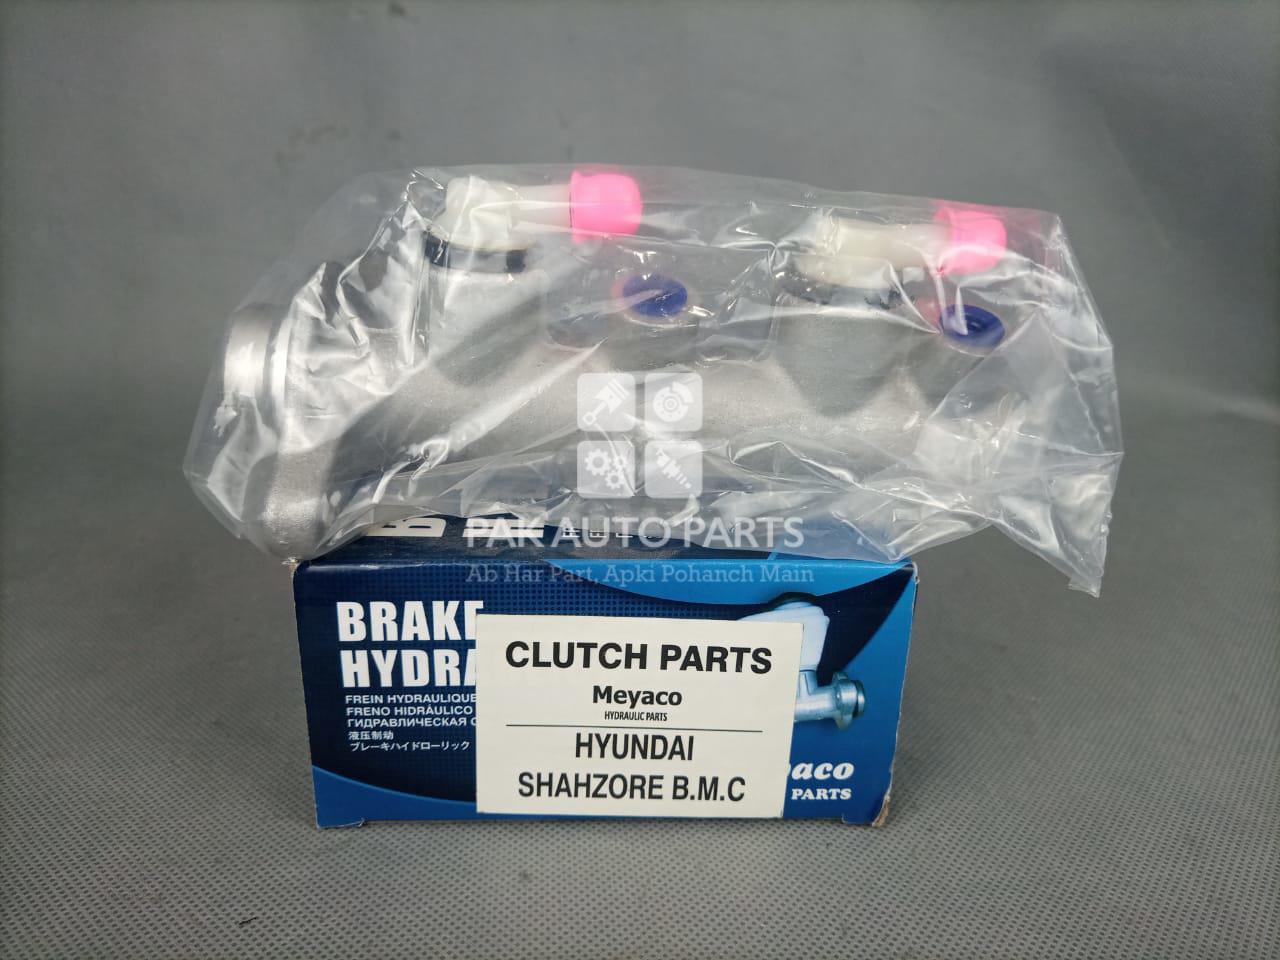 PAK AUTO PARTS
Ab Har Part, Apki Pohanch Main
BRAKE
HYDRA
FREIN HYDRAULIQUE
FRENO HIDRÁULICO
ГИДРАВЛИЧЕСКАЯ
液压制动
ブレーキハイドローリック
CLUTCH PARTS
Meyaco
HYDRAULIC PARTS
HYUNDAI
SHAHZORE B.M.C
aco
PARTS